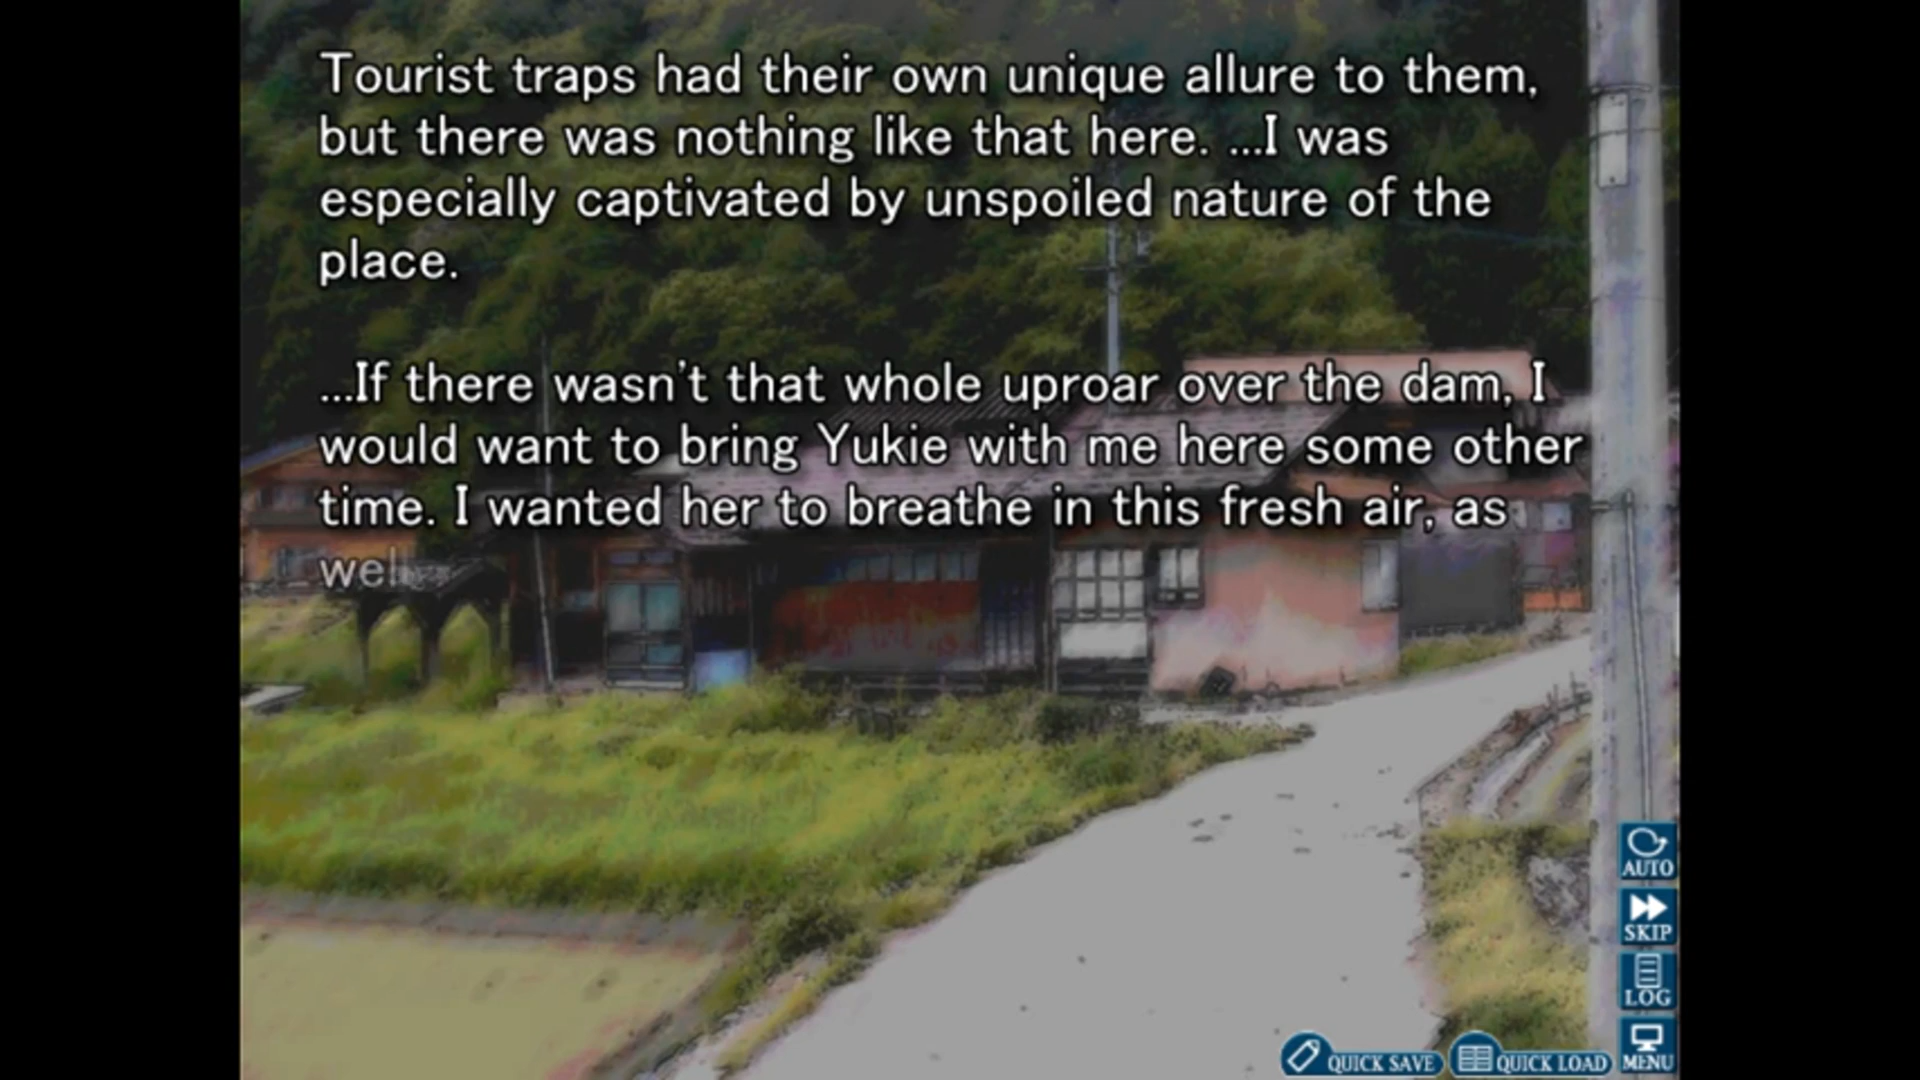 Tourist traps had their own unique allure to them,
but there was nothing like that here. ...I was
especially captivated by unspoiled nature of the
place.
...If there wasn't that whole uproar over the dam, I
would want to bring Yukie with me here some other
time. I wanted her to breathe in this fresh air, as
wel
AUTO
SKIP
LOG
MENU
QUICK SAVE
QUICK LOAD